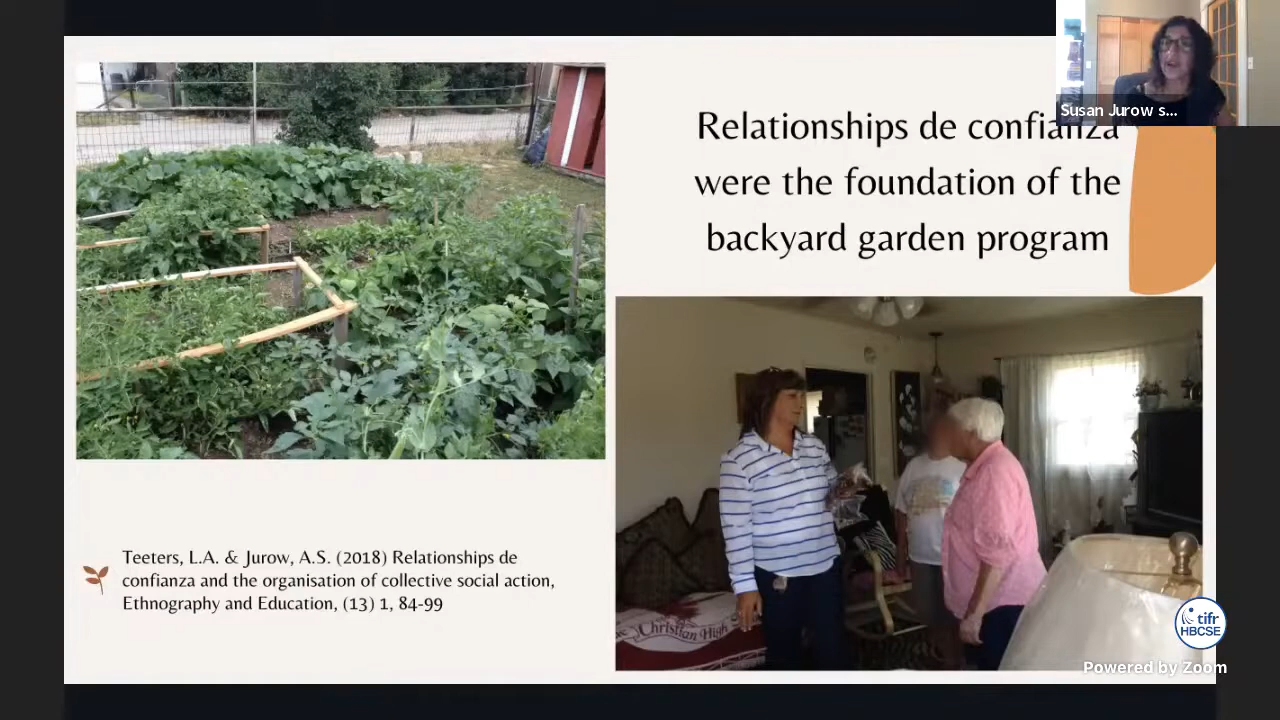 Susan Jurow s...
Relationships de confianza
were the foundation of the
backyard garden program
Teeters, L.A. & Jurow, A.S. (2018) Relationships de
confianza and the organisation of collective social action,
Ethnography and Education, (13) 1, 84-99
Christian High
tifr
HBCSE
Powered by Zoom